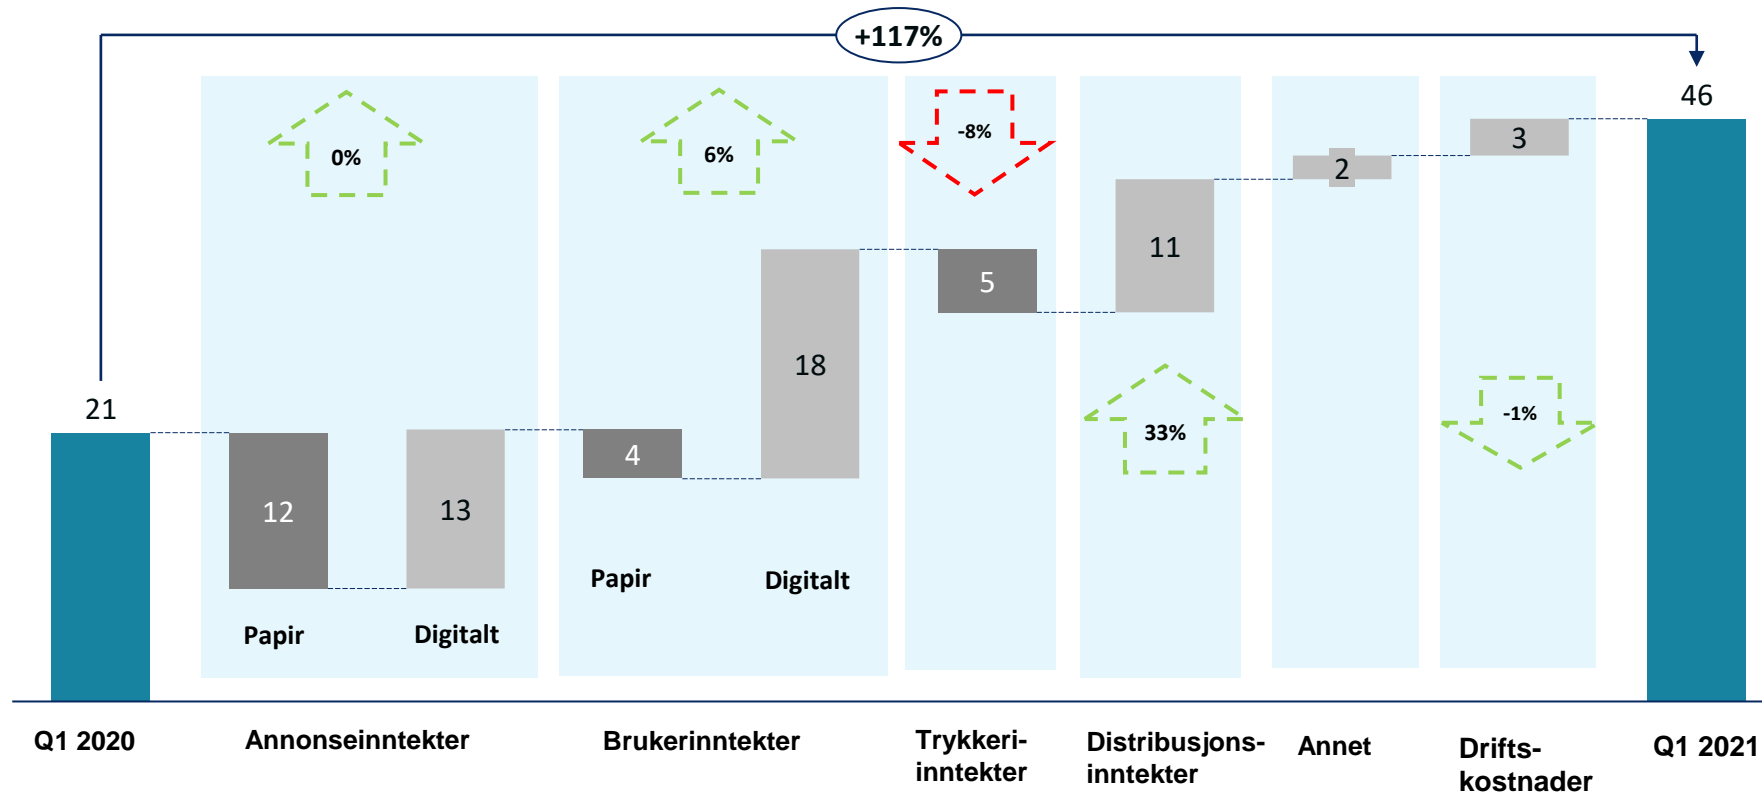 +117%
46
0%
6%
-8%
2
3
11
5
18
21
33%
-1%
4
12
13
Papir
Digitalt
Papir
Digitalt
Q1 2020
Annonseinntekter
Brukerinntekter
Trykkeri-
inntekter
Distribusjons-
inntekter
Annet
Drifts-
kostnader
Q1 2021